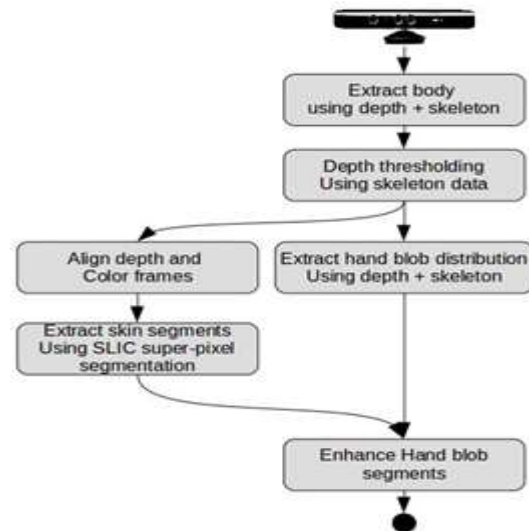 Extract body
using depth + skeleton
Depth thresholding
Using skeleton data
Align depth and
Color frames
Extract hand blob distribution
Using depth + skeleton
Extract skin segments
Using SLIC super-pixel
segmentation
Enhance Hand blob
segments